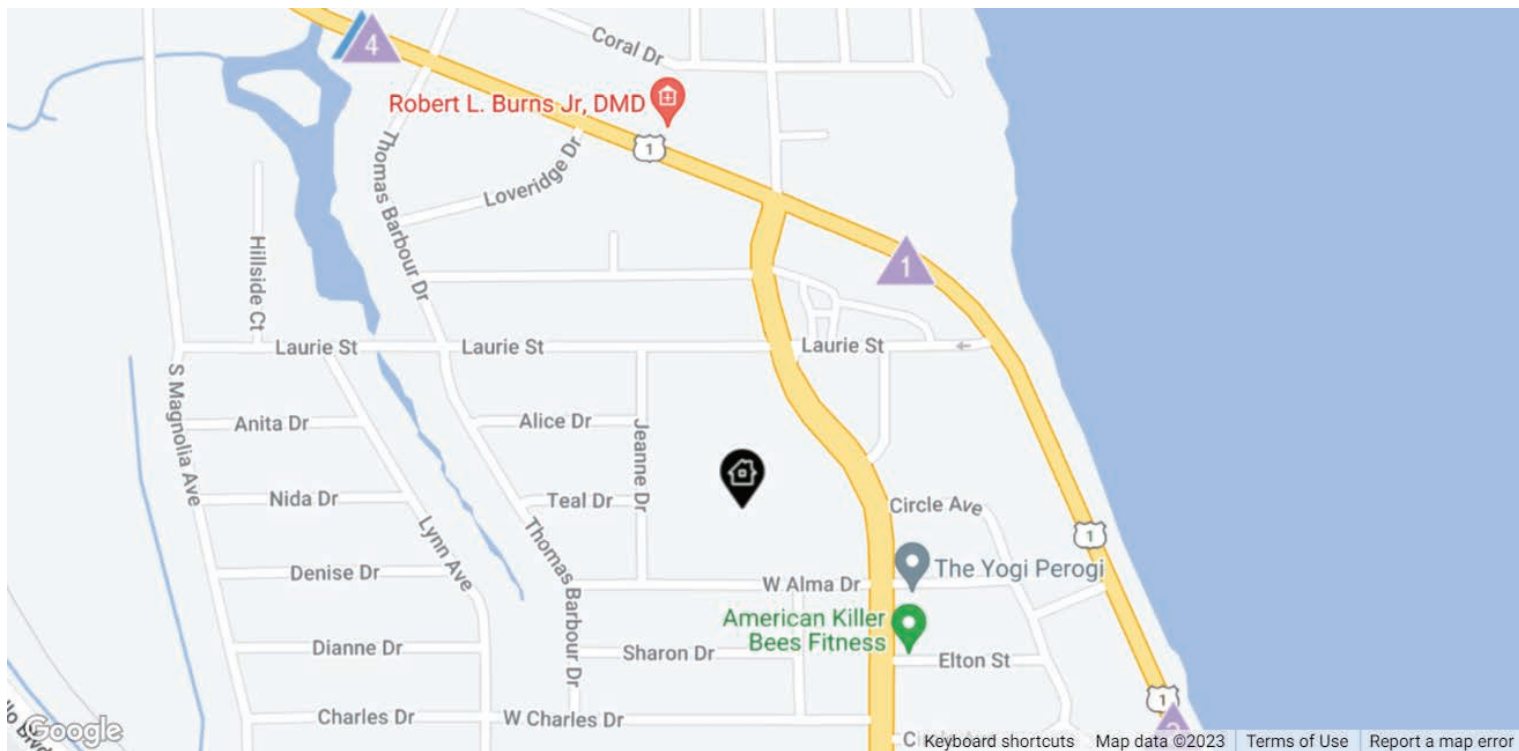 Coral Dr
4
Robert L. Burns Jr, DMD
1
Thomas Barbour Dr
Loveridge Dr
Hillside Ct
1
Laurie St
Laurie St
Laurie St
S Magnolia Ave
Anita Dr
Alice Dr
Jeanne Dr
Nida Dr
Teal Dr
Circle Ave
Lynn Ave
Thomas Barbour Dr
1
Denise Dr
W Alma Dr
The Yogi Perogi
American Killer
Bees Fitness
Dianne Dr
Sharon Dr
Elton St
1
Charles Dr
W Charles Dr
Google
Keyboard shortcuts
Map data ©2023
Terms of Use
Report a map error